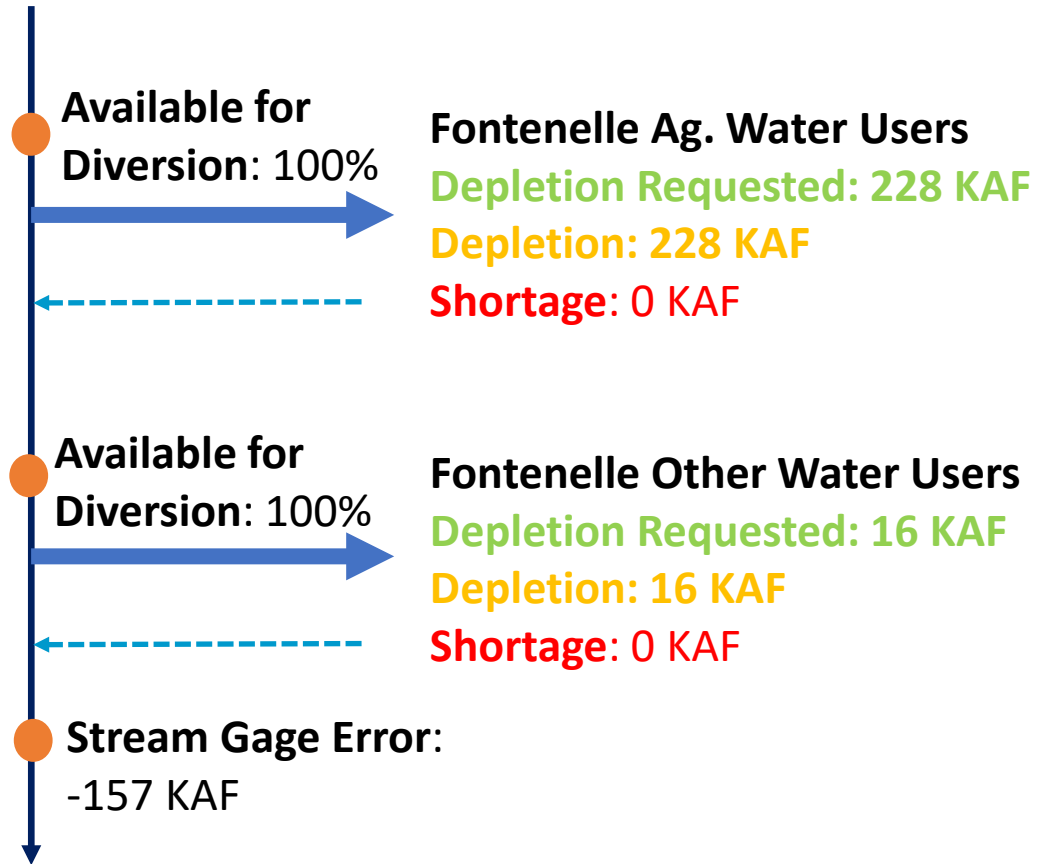 Available for
Diversion: 100%
Fontenelle Ag. Water Users
Depletion Requested: 228 KAF
Depletion: 228 KAF
Shortage: 0 KAF
Available for
Diversion: 100%
Fontenelle Other Water Users
Depletion Requested: 16 KAF
Depletion: 16 KAF
Shortage: 0 KAF
Stream Gage Error:
-157 KAF